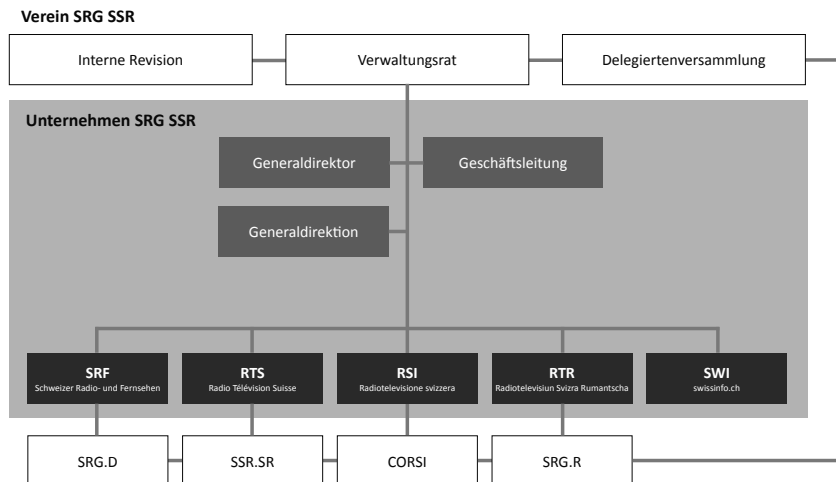 Verein SRG SSR
Interne Revision
Verwaltungsrat
Delegiertenversammlung
Unternehmen SRG SSR
Generaldirektor
Geschäftsleitung
Generaldirektion
SRF
Schweizer Radio- und Fernsehen
RTS
Radio Télévision Suisse
RSI
Radiotelevisione svizzera
RTR
Radiotelevisiun Svizra Rumantscha
SWI
swissinfo.ch
SRG.D
SSR.SR
CORSI
SRG.R